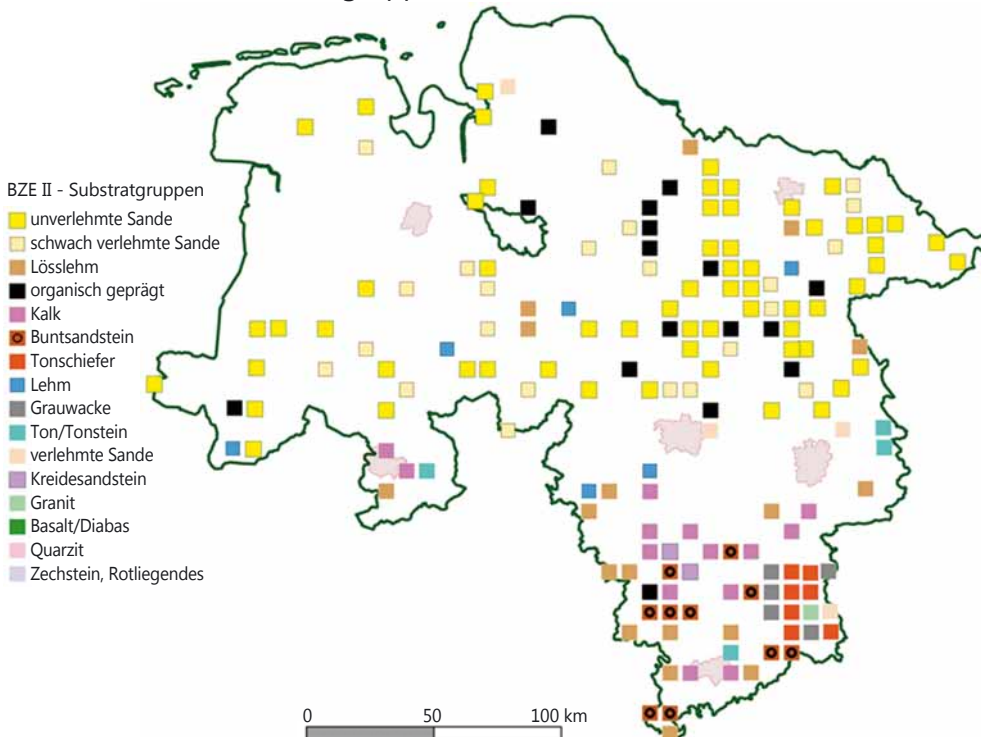 BZE II - Substratgruppen
unverlehmte Sande
schwach verlehmte Sande
Lösslehm
organisch geprägt
Kalk
Buntsandstein
Tonschiefer
Lehm
Grauwacke
Ton/Tonstein
verlehmte Sande
Kreidesandstein
Granit
Basalt/Diabas
Quarzit
Zechstein, Rotliegendes
0 50 100 km